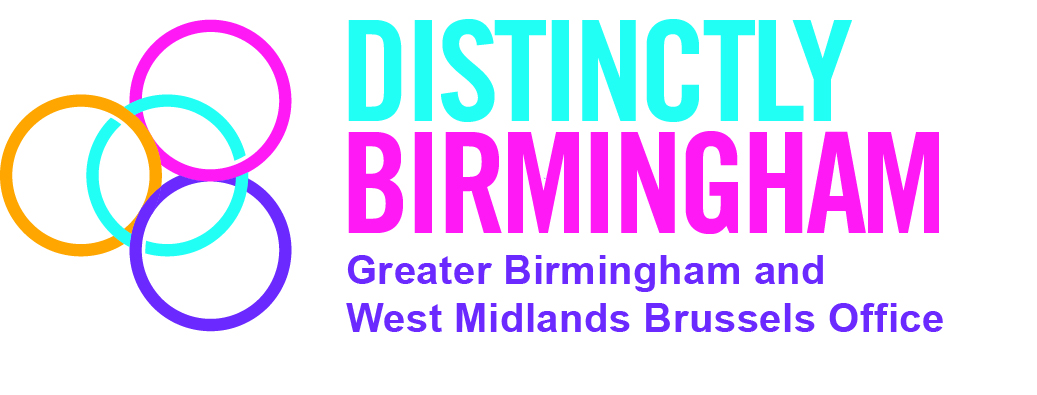 DISTINCTLY
BIRMINGHAM
Greater Birmingham and
West Midlands Brussels Office